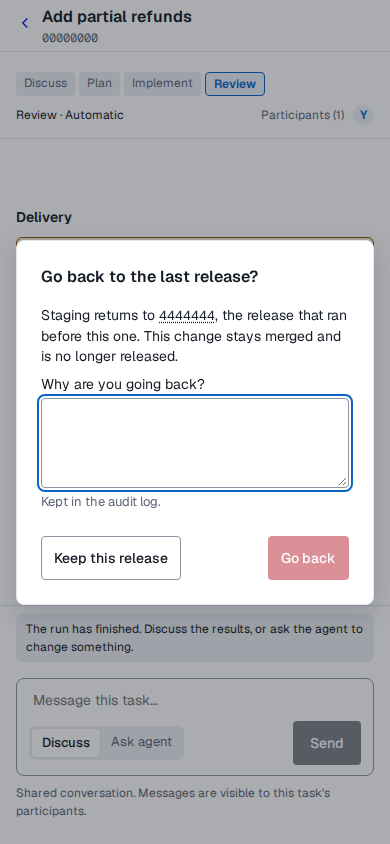 Add partial refunds
00000000
Discuss
Plan
Implement
Review
Review · Automatic
Participants (1)
Y
Delivery
Go back to the last release?
Staging returns to 4444444, the release that ran
before this one. This change stays merged and
is no longer released.
Why are you going back?
Kept in the audit log.
Keep this release
Go back
The run has finished. Discuss the results, or ask the agent to
change something.
Message this task...
Discuss
Ask agent
Send
Shared conversation. Messages are visible to this task's
participants.